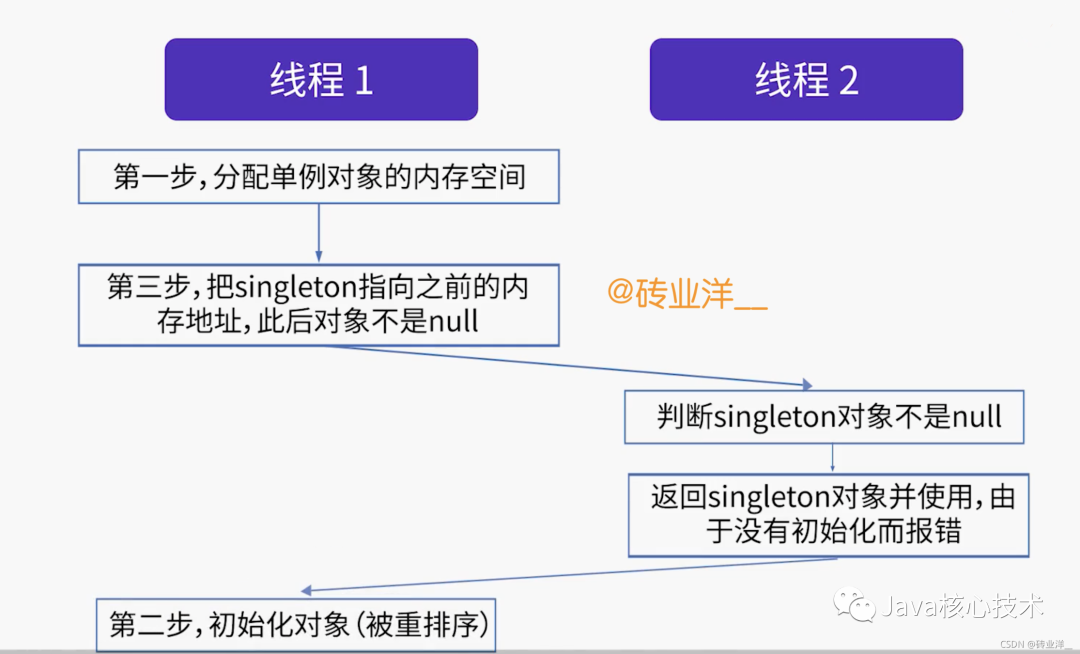 线程 1
线程 2
第一步，分配单例对象的内存空间
第三步，把singleton指向之前的内
存地址，此后对象不是null
@砖业洋__
判断singleton对象不是null
返回singleton对象并使用，由
于没有初始化而报错
第二步，初始化对象（被重排序）
Java核心技术
CSDN @砖业洋__